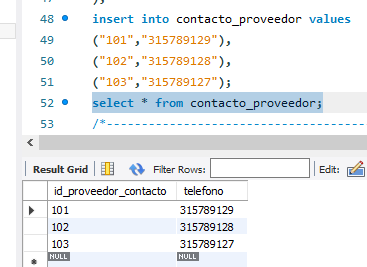 );
48 insert into contacto_proveedor values
49 ("101","315789129"),
50 ("102","315789128"),
51 ("103","315789127");
52 select * from contacto_proveedor;
53 /*-------------------------------------
Result Grid Filter Rows: Edit:
id_proveedor_contacto telefono
101 315789129
102 315789128
103 315789127
NULL NULL